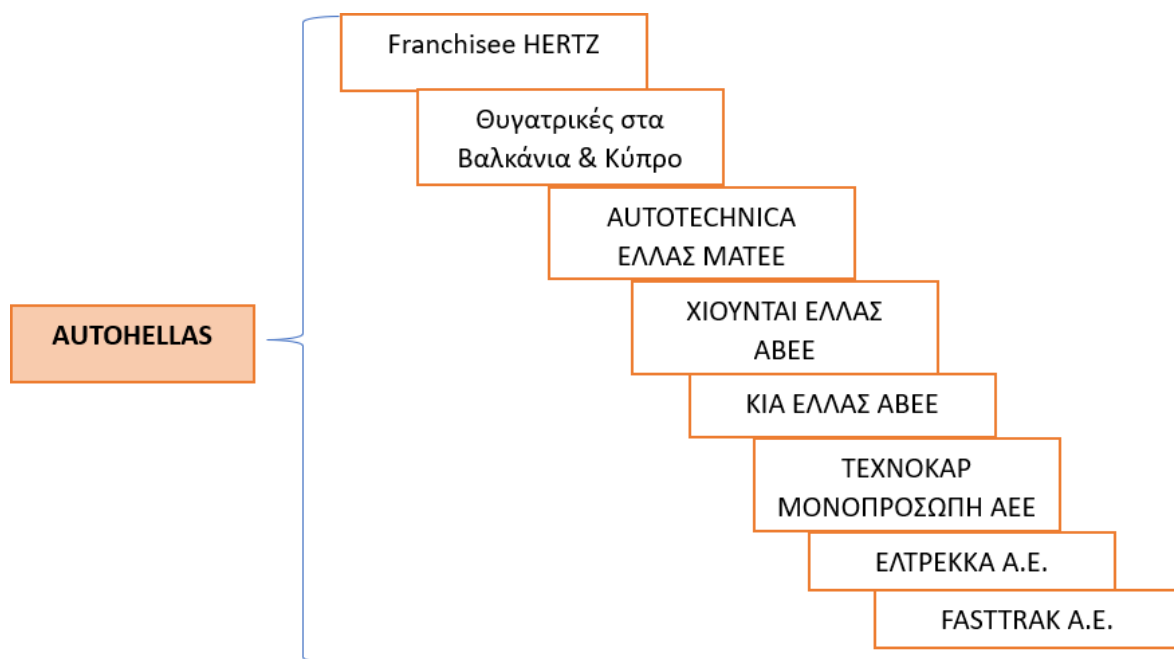 Franchisee HERTZ
Θυγατρικές στα
Βαλκάνια & Κύπρο
AUTOTECHNICA
ΕΛΛΑΣ ΜΑΤΕΕ
ΧΙΟΥΝΤΑΙ ΕΛΛΑΣ
ΑΒΕΕ
AUTOHELLAS
ΚΙΑ ΕΛΛΑΣ ΑΒΕΕ
ΤΕΧΝΟΚΑΡ
ΜΟΝΟΠΡΟΣΩΠΗ ΑΕΕ
ΕΛΤΡΕΚΚΑ Α.Ε.
FASTTRAK Α.Ε.